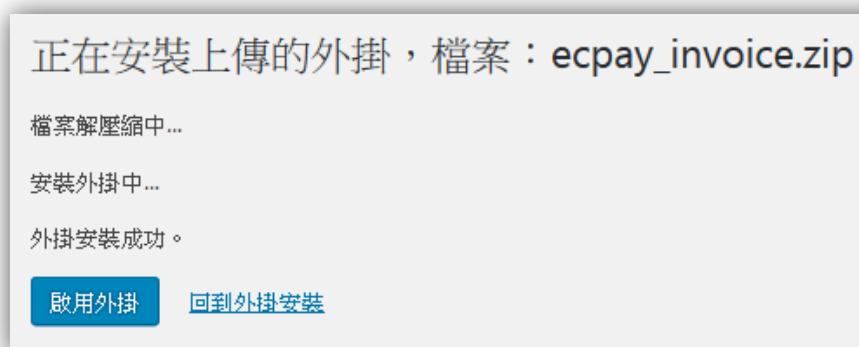 正在安裝上傳的外掛，檔案：ecpay_invoice.zip
檔案解壓縮中...
安裝外掛中...
外掛安裝成功。
啟用外掛 回到外掛安裝